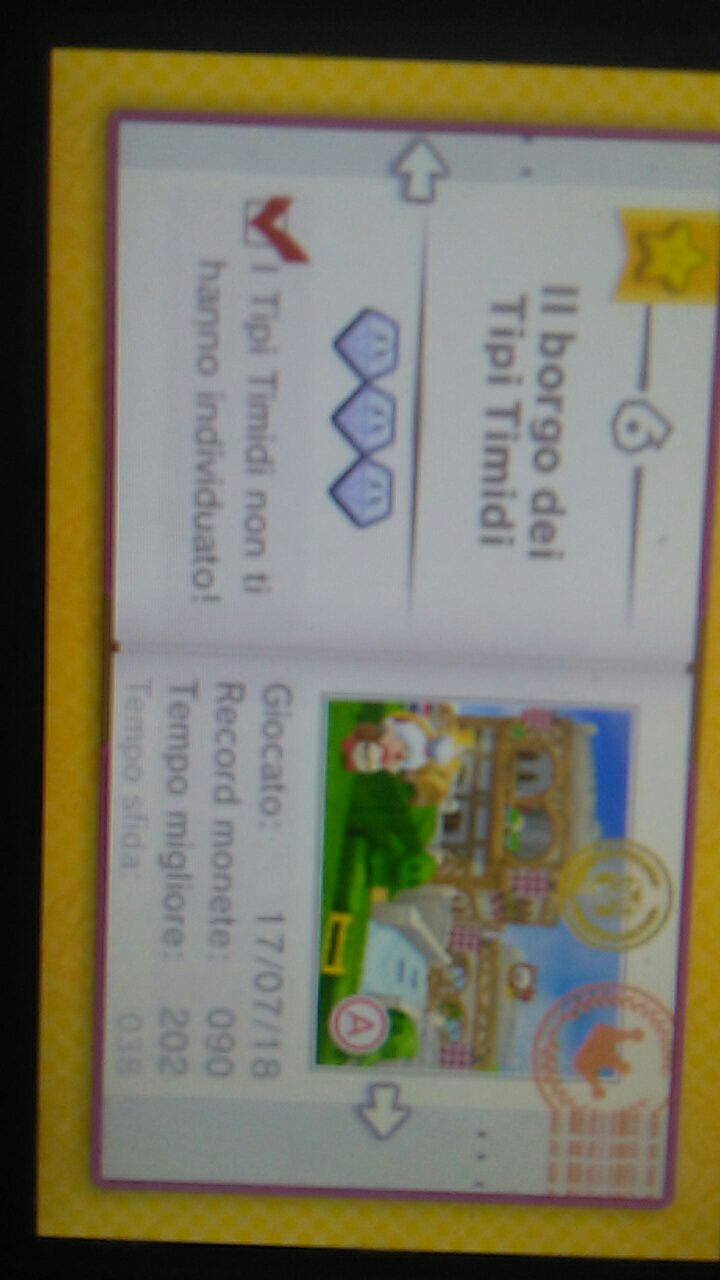 6
Il borgo dei
Tipi Timidi
I Tipi Timidi non ti
hanno individuato!
A
Giocato: 17/07/18
Record monete: 090
Tempo migliore: 202
Tempo sfida: 038